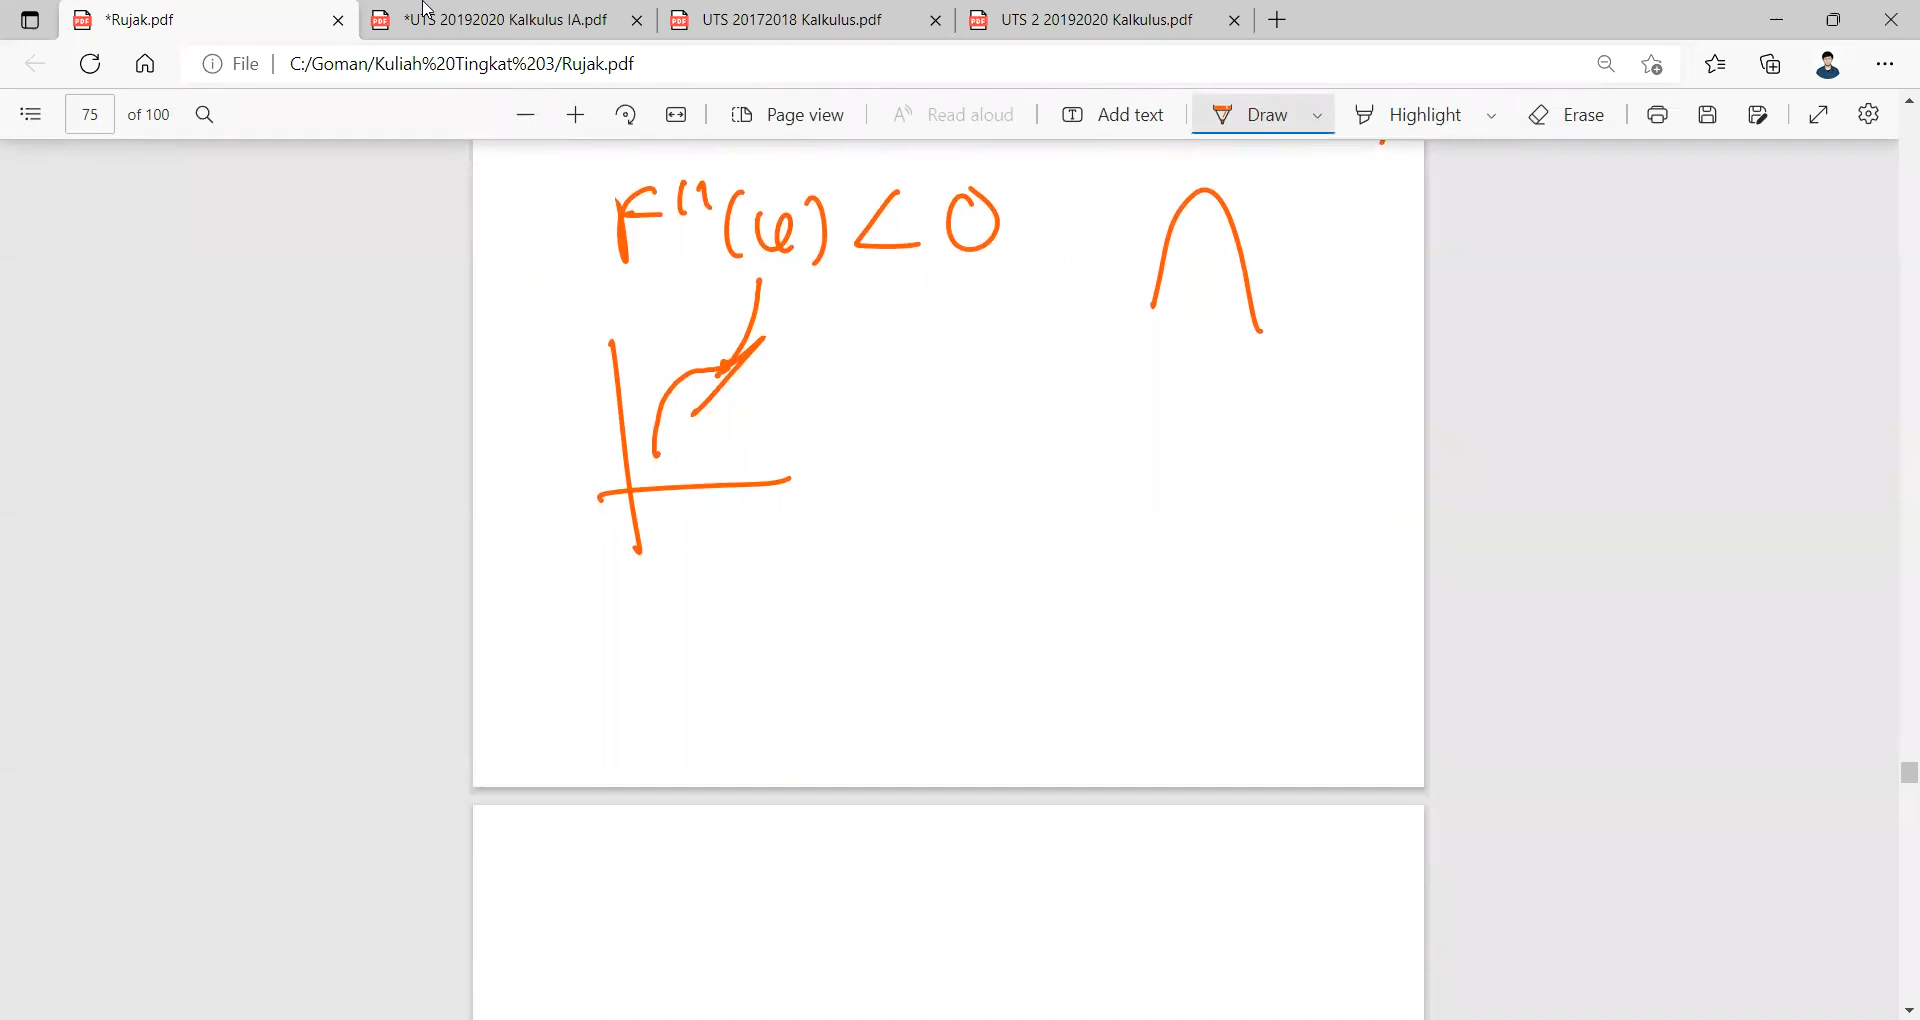 *Rujak.pdf
*UTS 20192020 Kalkulus IA.pdf
UTS 20172018 Kalkulus.pdf
UTS 2 20192020 Kalkulus.pdf
File
C:/Goman/Kuliah%20Tingkat%203/Rujak.pdf
75 of 100
Page view
Read aloud
Add text
Draw
Highlight
Erase
F''(6) < 0